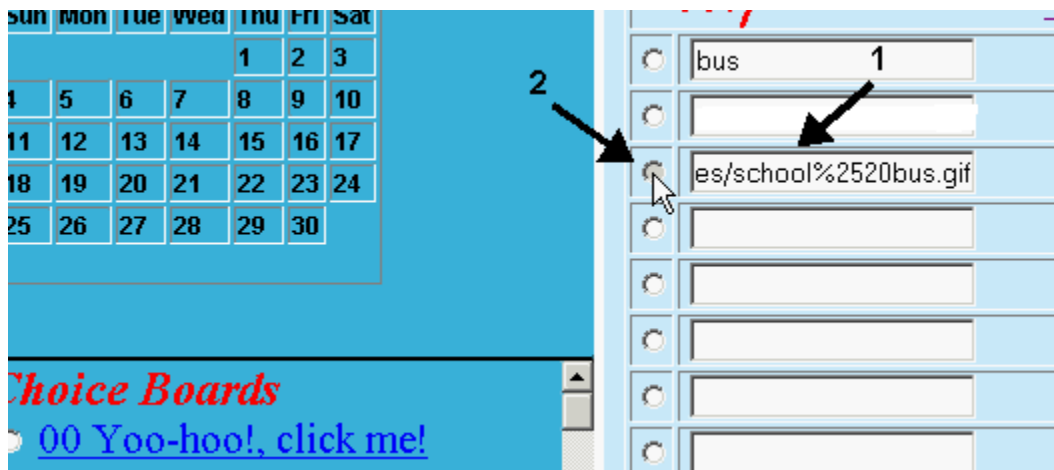 Sun Mon Tue Wed Thu Fri Sat
1 2 3
4 5 6 7 8 9 10
11 12 13 14 15 16 17
18 19 20 21 22 23 24
25 26 27 28 29 30
Choice Boards
00 Yoo-hoo!, click me!
2
1
bus
es/school%2520bus.gif